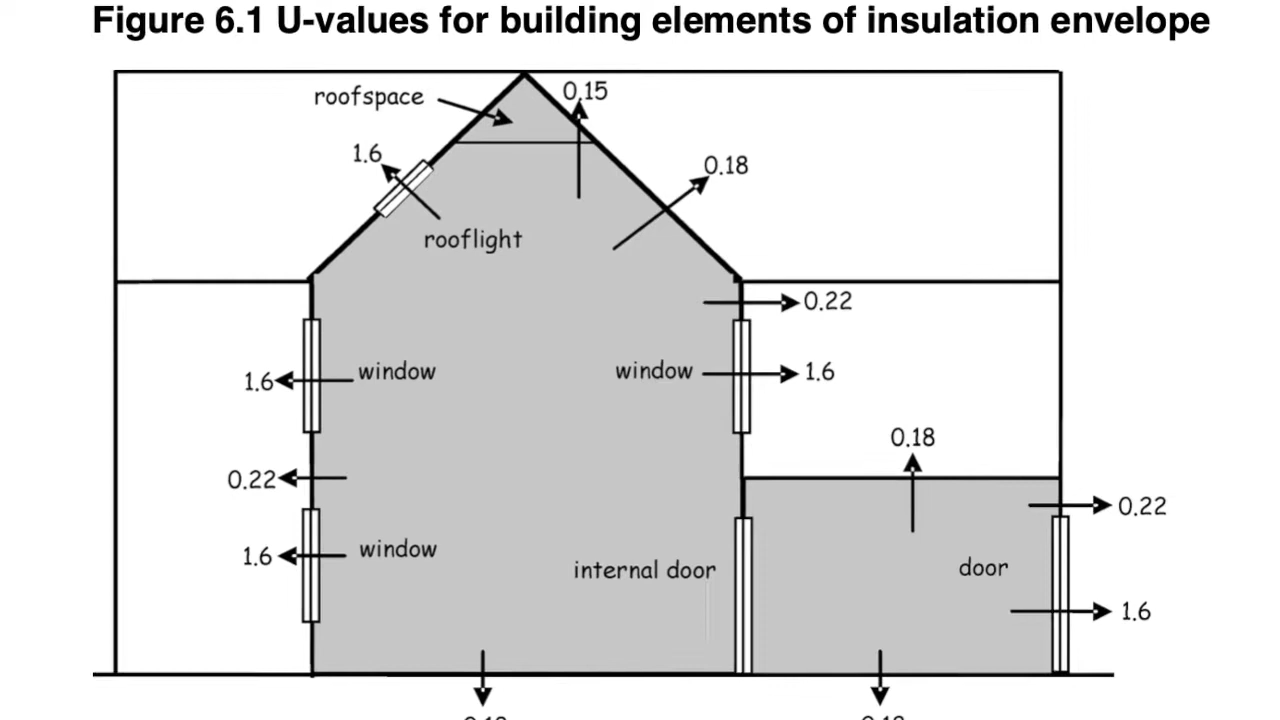 Figure 6.1 U-values for building elements of insulation envelope
roofspace
0.15
1.6
0.18
rooflight
0.22
window
window
1.6
1.6
0.18
0.22
0.22
1.6
window
internal door
door
1.6